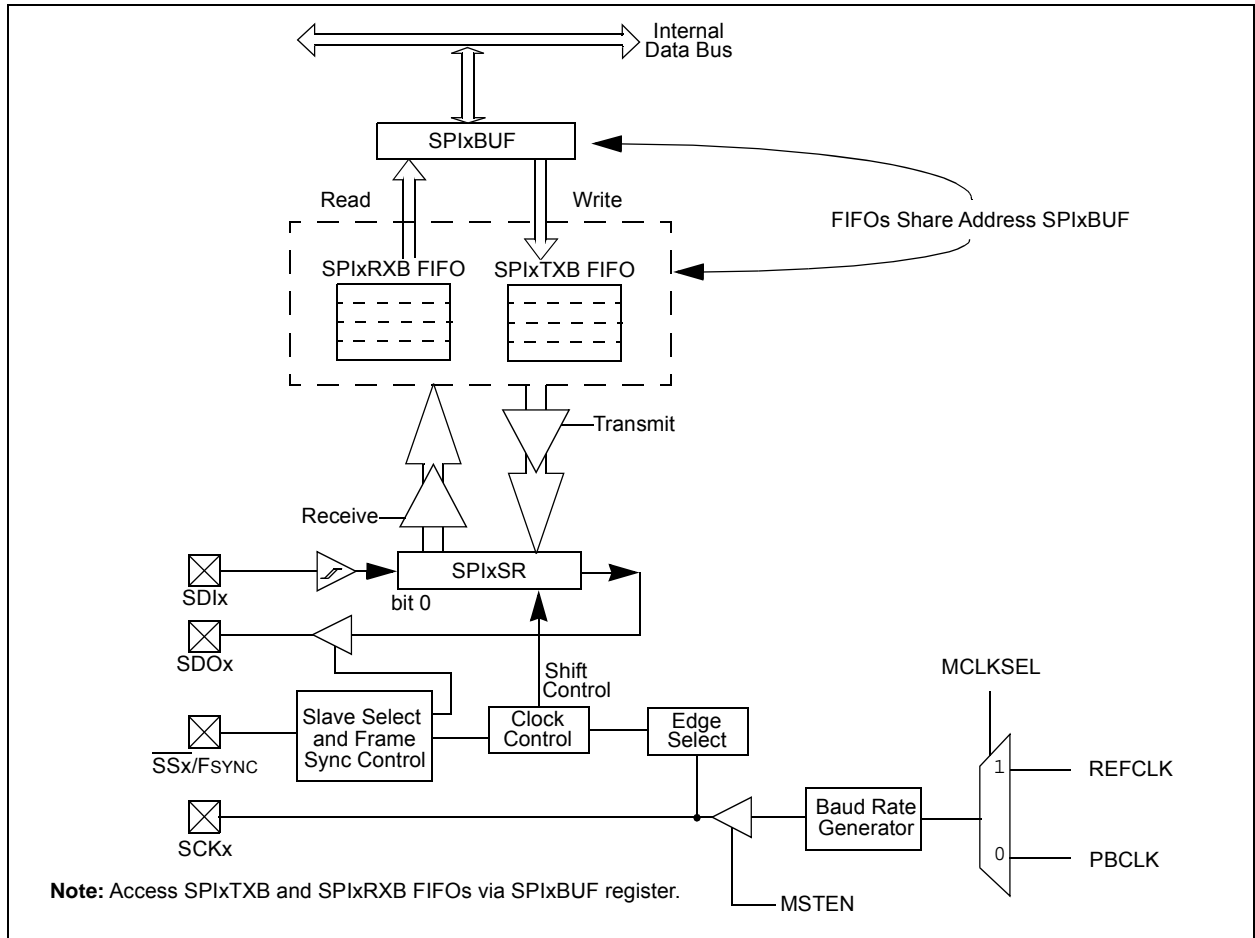 Internal
Data Bus
SPIxBUF
Read
Write
FIFOs Share Address SPIxBUF
SPIxRXB FIFO
SPIxTXB FIFO
Transmit
Receive
SPIxSR
SDIx
bit 0
SDOx
Shift
Control
MCLKSEL
Slave Select
and Frame
Sync Control
Clock
Control
Edge
Select
SSx/FSYNC
1
REFCLK
Baud Rate
Generator
SCKx
0
PBCLK
Note: Access SPIxTXB and SPIxRXB FIFOs via SPIxBUF register.
MSTEN